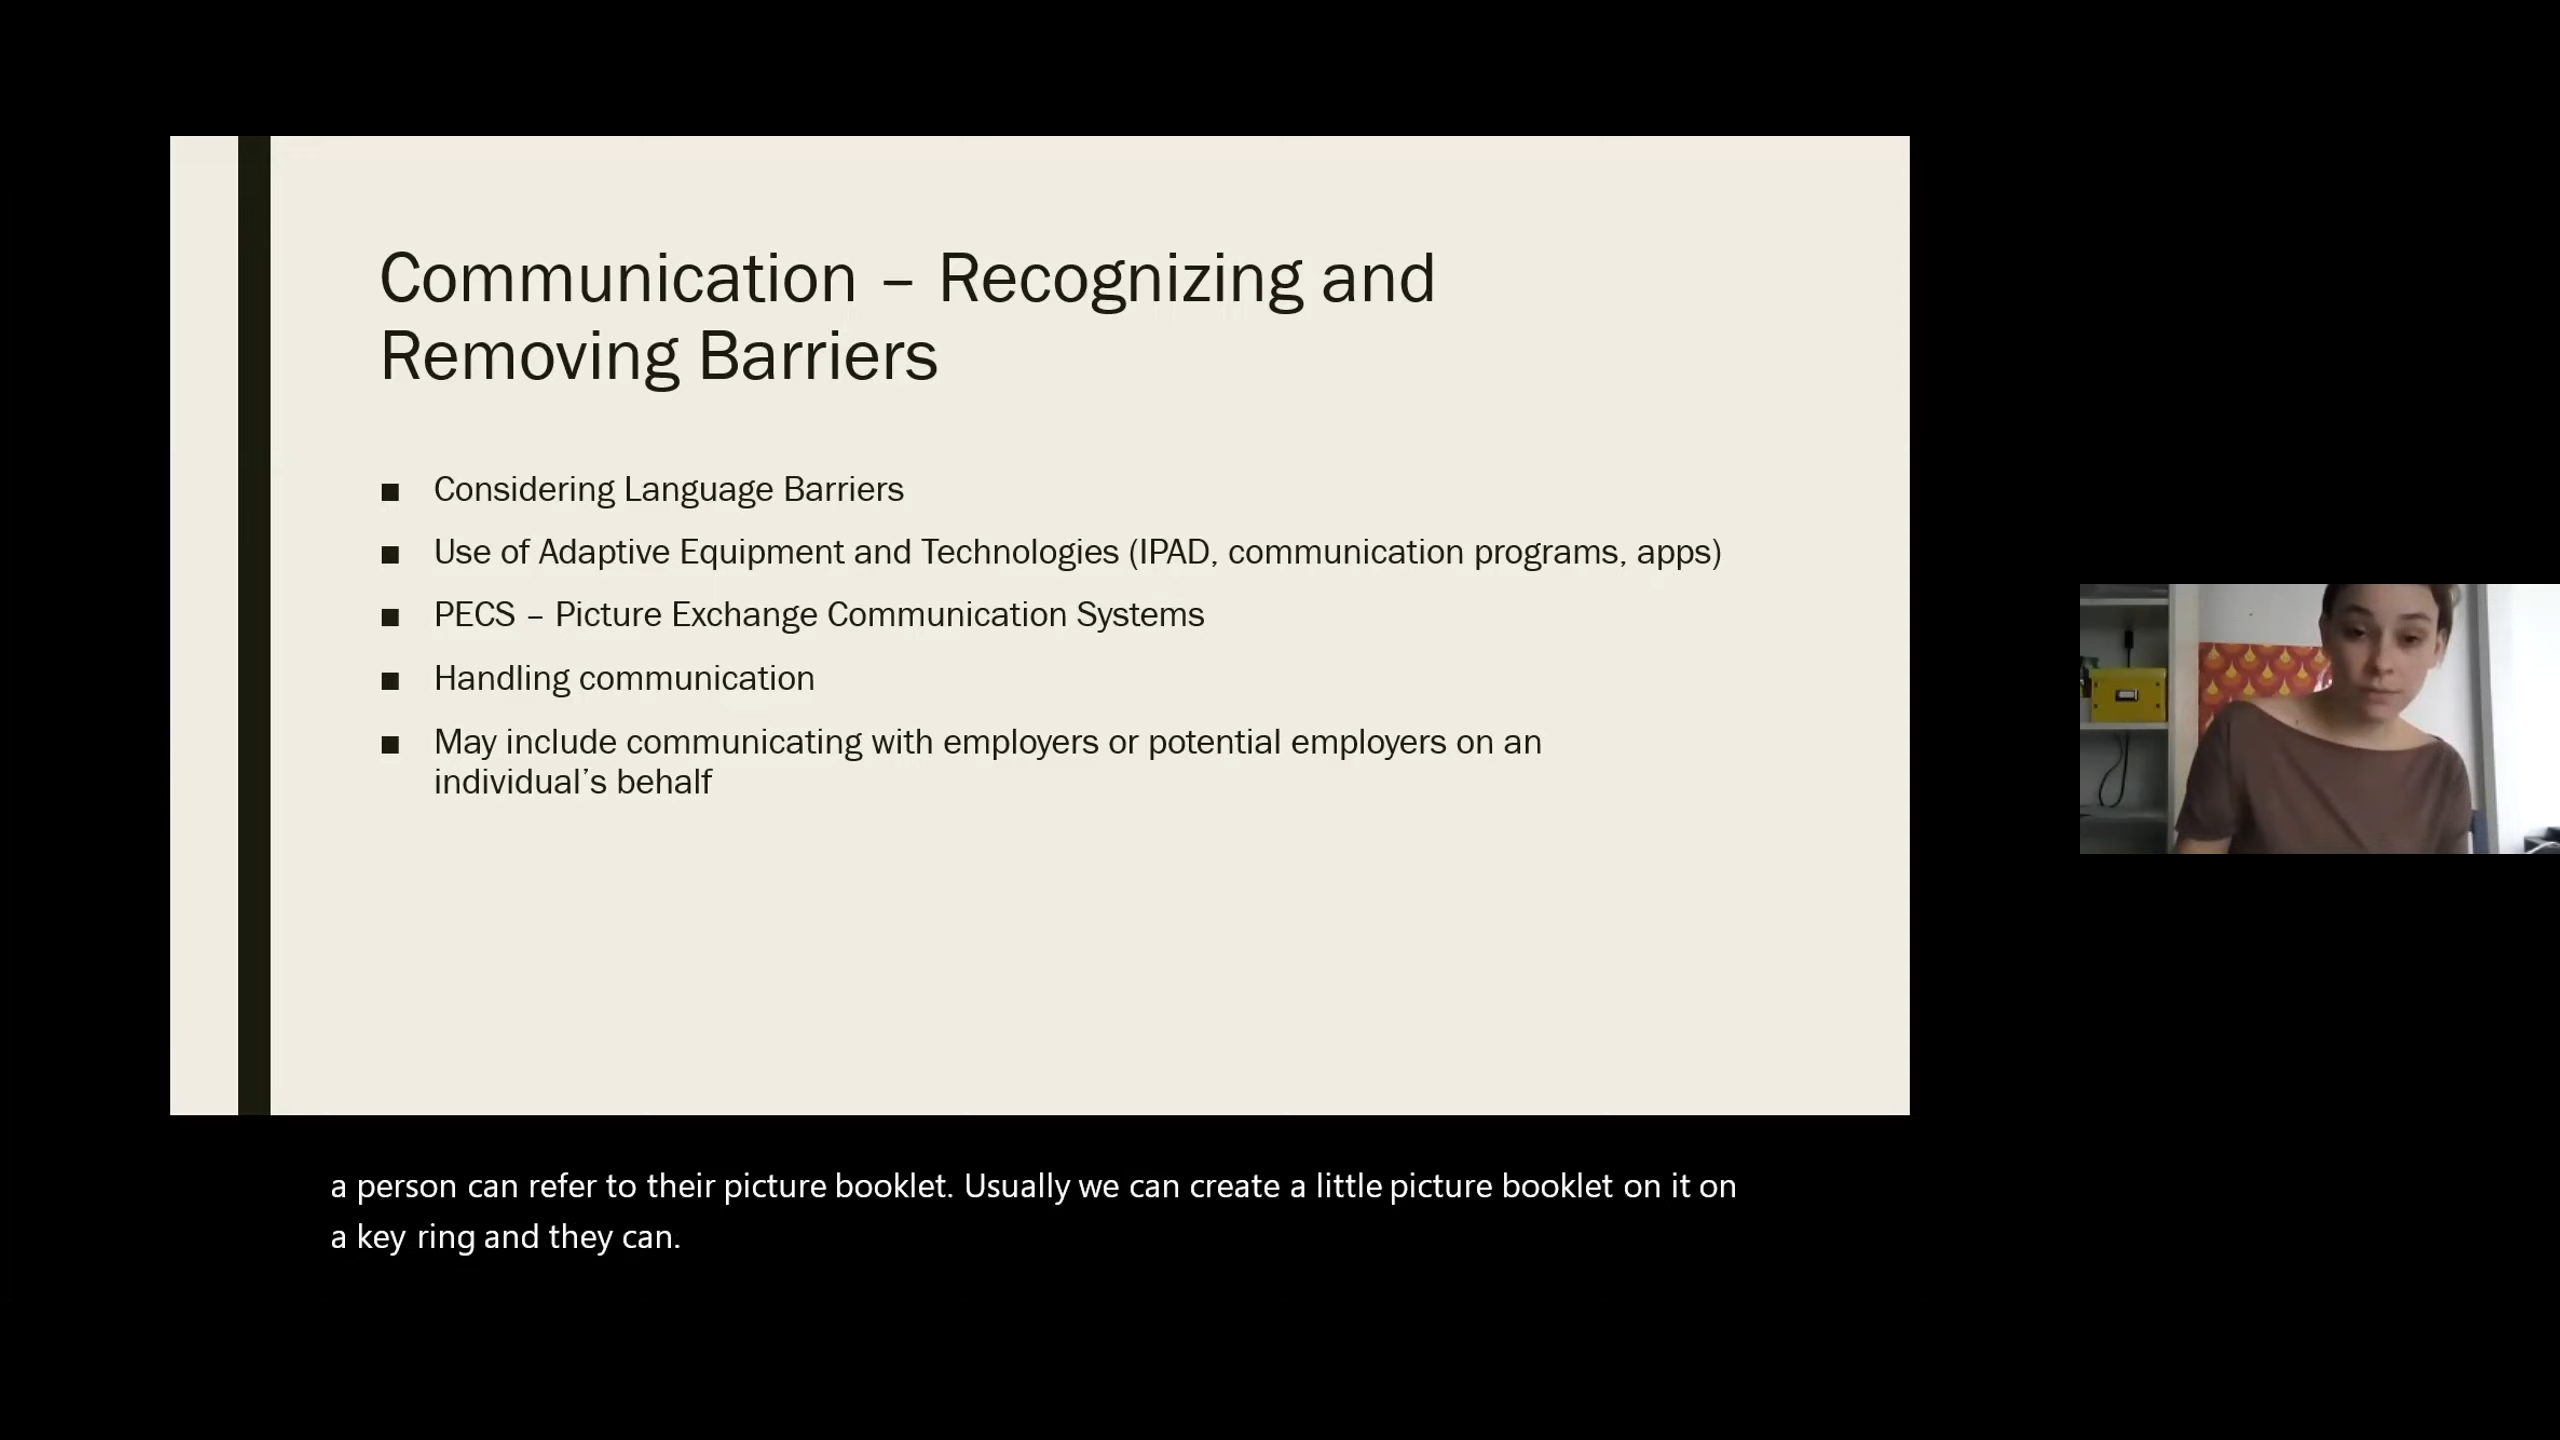 Communication – Recognizing and
Removing Barriers
■ Considering Language Barriers
■ Use of Adaptive Equipment and Technologies (IPAD, communication programs, apps)
■ PECS – Picture Exchange Communication Systems
■ Handling communication
■ May include communicating with employers or potential employers on an
individual’s behalf
a person can refer to their picture booklet. Usually we can create a little picture booklet on it on
a key ring and they can.